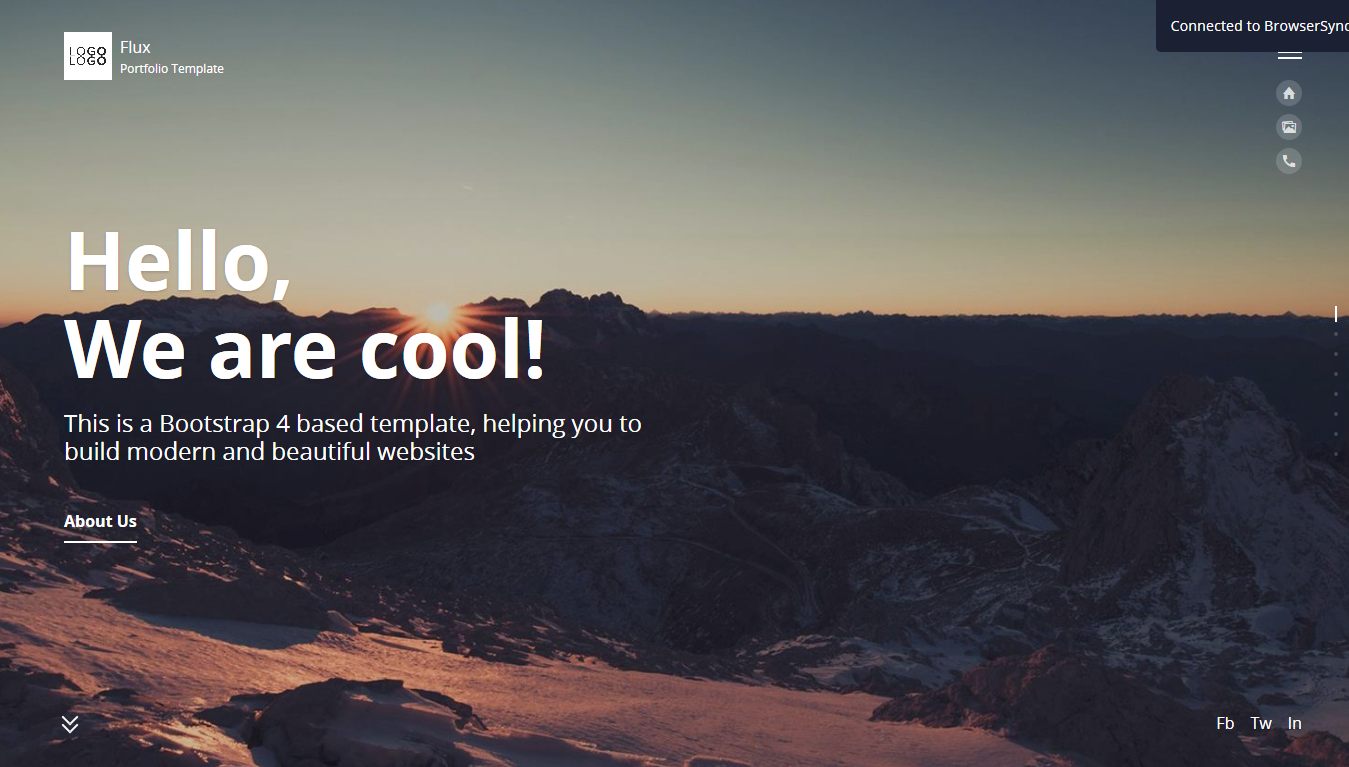 LOGO
LOGO
Flux
Portfolio Template
Connected to BrowserSync
Hello,
We are cool!
This is a Bootstrap 4 based template, helping you to
build modern and beautiful websites
About Us
Fb Tw In